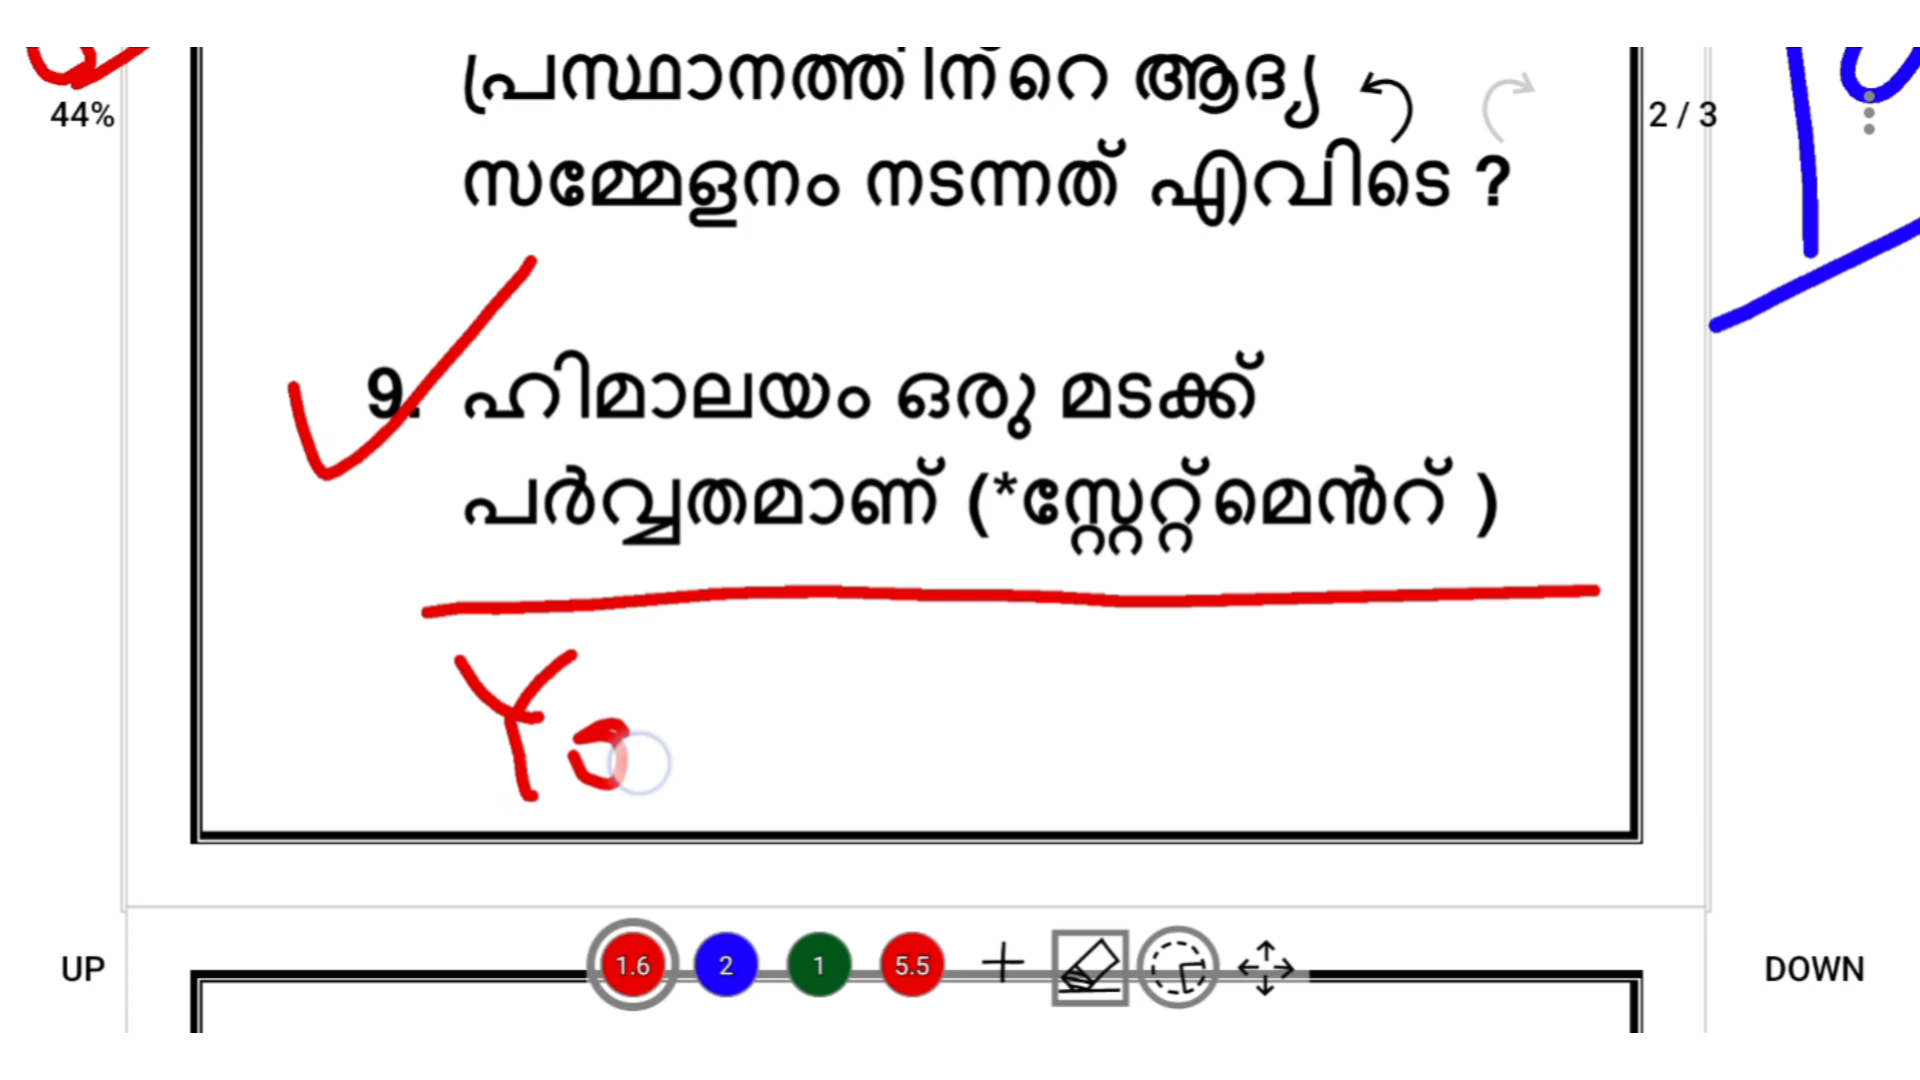 പ്രസ്ഥാനത്തിന്റെ ആദ്യ
44%
2 / 3
സമ്മേളനം നടന്നത് എവിടെ ?
9. ഹിമാലയം ഒരു മടക്ക്
പർവ്വതമാണ് (*സ്റ്റേറ്റ്മെൻറ് )
Yo
UP
1.6
2
1
5.5
DOWN